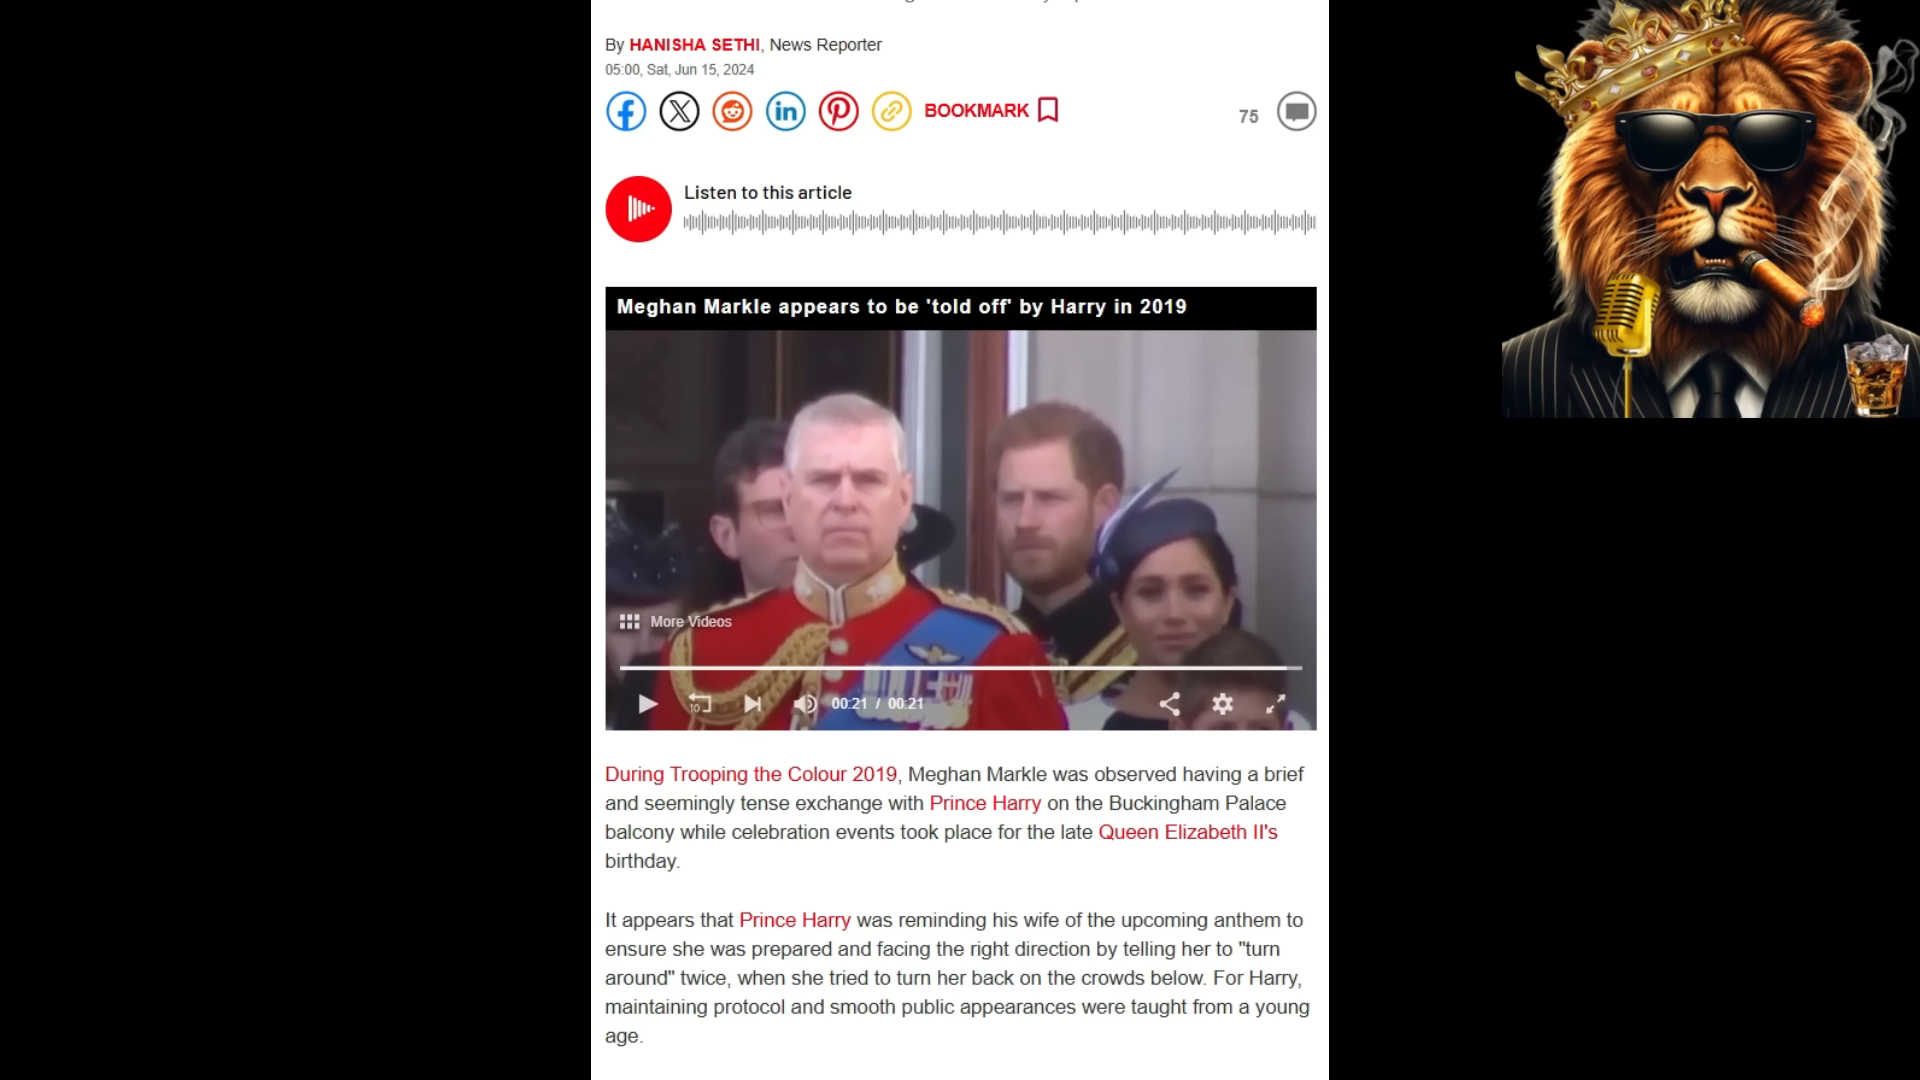 By HANISHA SETHI, News Reporter
05:00, Sat, Jun 15, 2024
BOOKMARK
75
Listen to this article
Meghan Markle appears to be 'told off' by Harry in 2019
More Videos
10
00:21 / 00:21
During Trooping the Colour 2019, Meghan Markle was observed having a brief
and seemingly tense exchange with Prince Harry on the Buckingham Palace
balcony while celebration events took place for the late Queen Elizabeth II's
birthday.
It appears that Prince Harry was reminding his wife of the upcoming anthem to
ensure she was prepared and facing the right direction by telling her to "turn
around" twice, when she tried to turn her back on the crowds below. For Harry,
maintaining protocol and smooth public appearances were taught from a young
age.